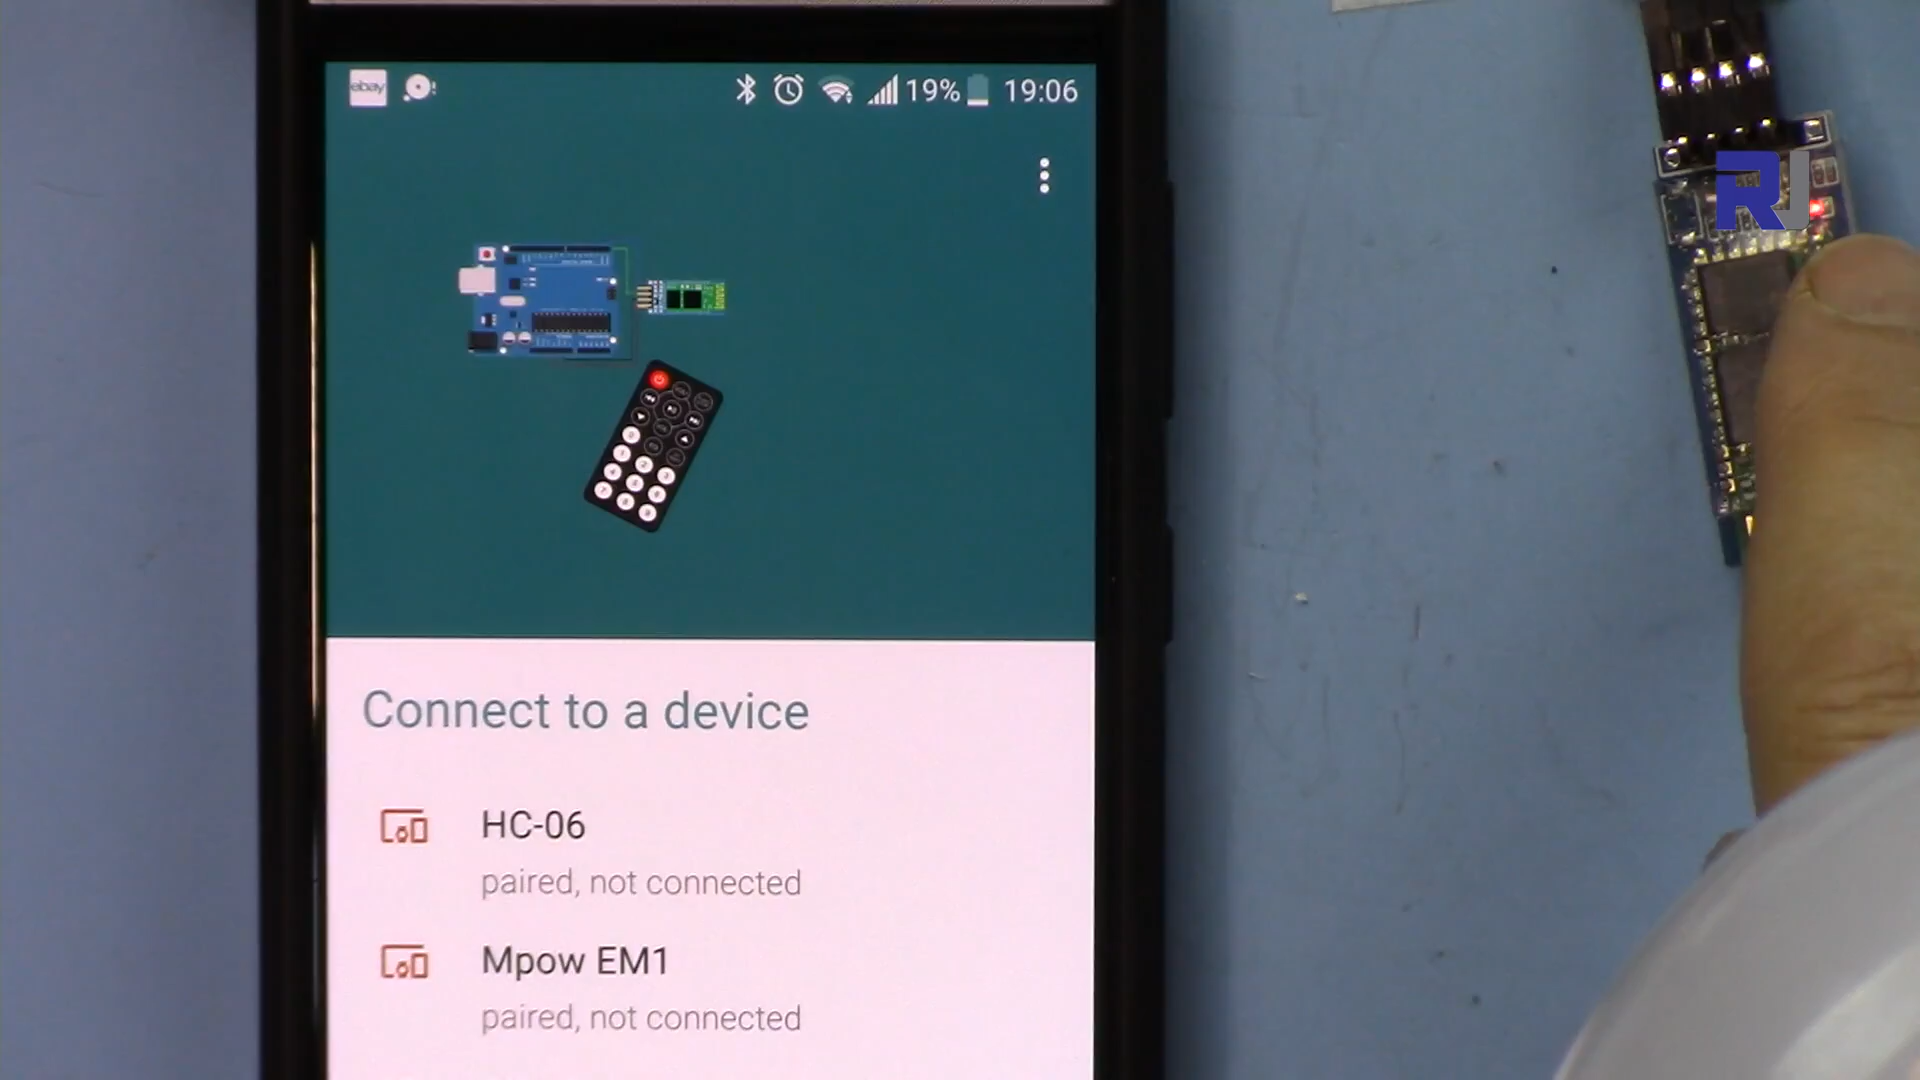 ebay
19% 19:06
RJ
Connect to a device
HC-06
paired, not connected
Mpow EM1
paired, not connected